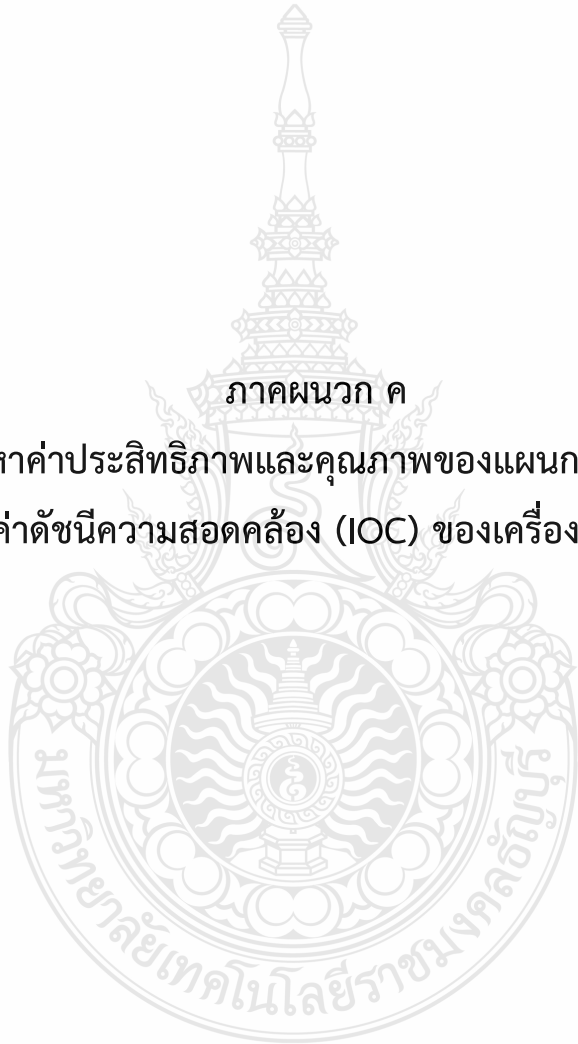 ภาคผนวก ค
หาค่าประสิทธิภาพและคุณภาพของแผนก
ค่าดัชนีความสอดคล้อง (IOC) ของเครื่อง
มหาวิทยาลัยเทคโนโลยีราชมงคลธัญบุรี